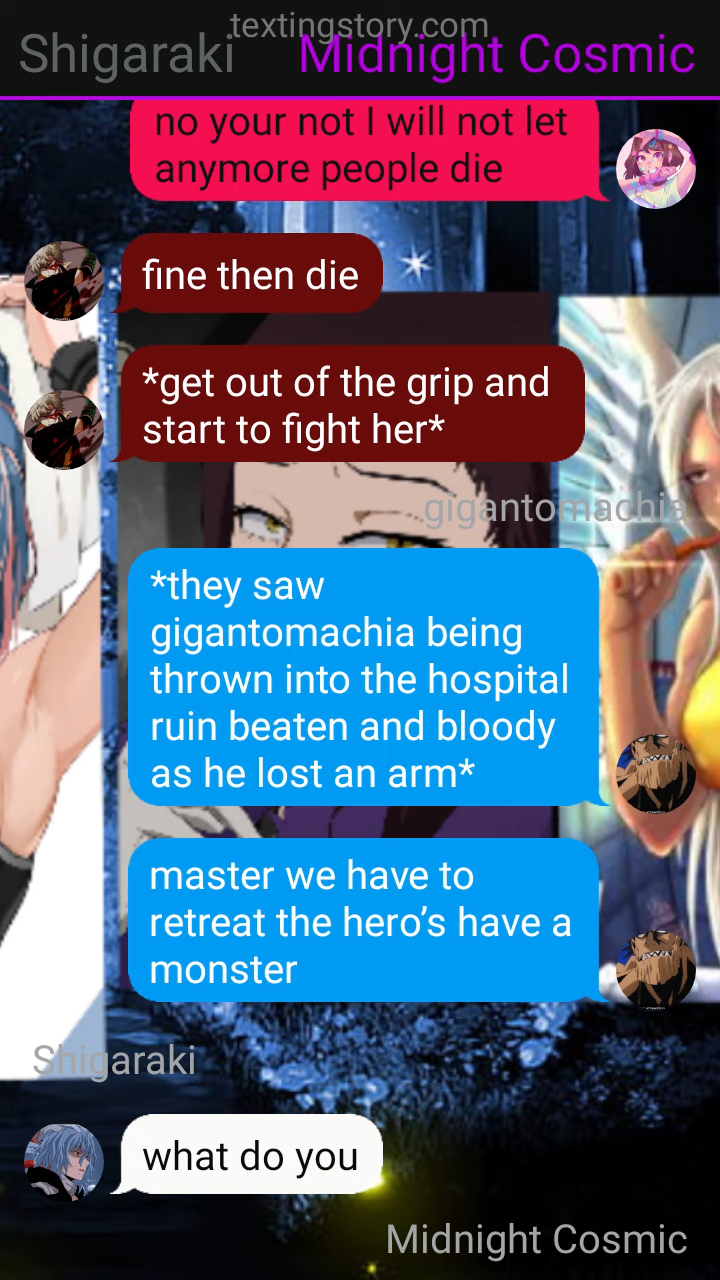 textingstory.com
Shigaraki Midnight Cosmic
no your not I will not let
anymore people die
fine then die
*get out of the grip and
start to fight her*
gigantomachia
*they saw
gigantomachia being
thrown into the hospital
ruin beaten and bloody
as he lost an arm*
master we have to
retreat the hero’s have a
monster
Shigaraki
what do you
Midnight Cosmic